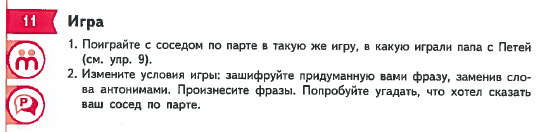 11 Игра
1. Поиграйте с соседом по парте в такую же игру, в какую играли папа с Петей
(см. упр. 9).
2. Измените условия игры: зашифруйте придуманную вами фразу, заменив сло-
ва антонимами. Произнесите фразы. Попробуйте угадать, что хотел сказать
ваш сосед по парте.
Р